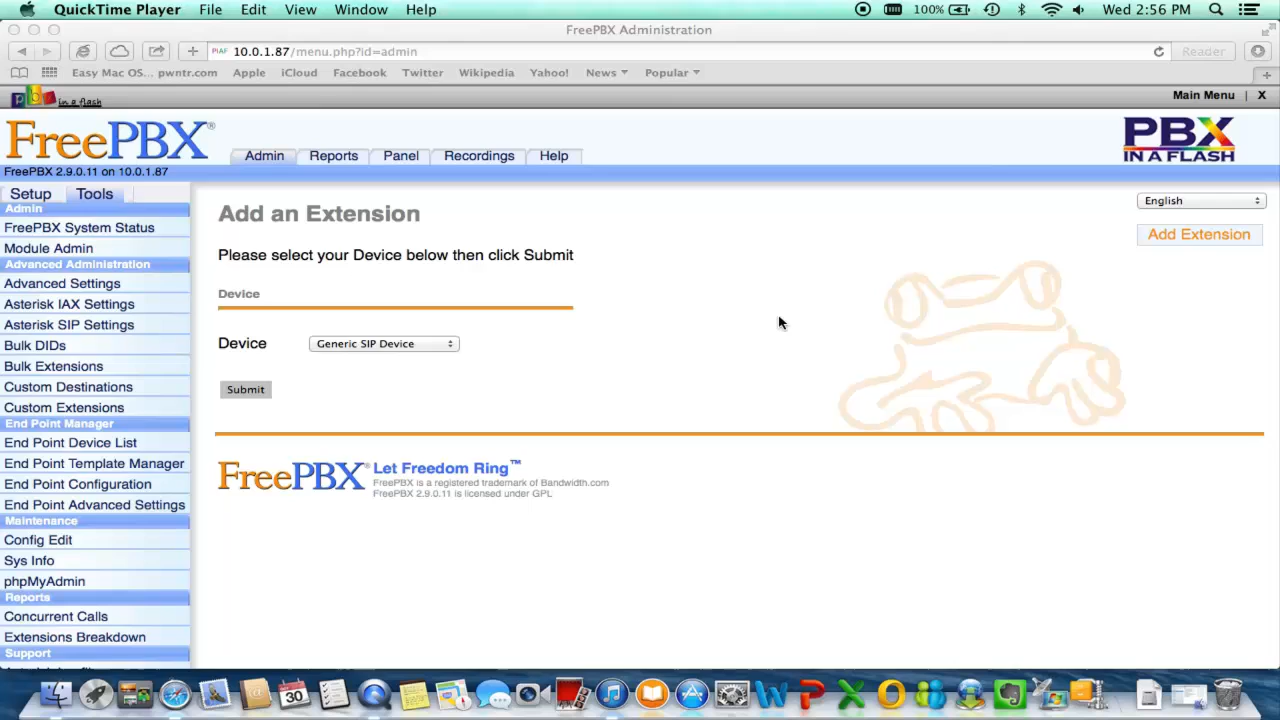 QuickTime Player File Edit View Window Help 100% Wed 2:56 PM
FreePBX Administration
PIAF 10.0.1.87/menu.php?id=admin Reader
Easy Mac OS... pwntr.com Apple iCloud Facebook Twitter Wikipedia Yahoo! News Popular
in a flash Main Menu | X
FreePBX®
PBX
IN A FLASH
Admin Reports Panel Recordings Help
FreePBX 2.9.0.11 on 10.0.1.87
Setup Tools
Admin
FreePBX System Status
Module Admin
Advanced Administration
Advanced Settings
Asterisk IAX Settings
Asterisk SIP Settings
Bulk DIDs
Bulk Extensions
Custom Destinations
Custom Extensions
End Point Manager
End Point Device List
End Point Template Manager
End Point Configuration
End Point Advanced Settings
Maintenance
Config Edit
Sys Info
phpMyAdmin
Reports
Concurrent Calls
Extensions Breakdown
Support
Add an Extension
English
Add Extension
Please select your Device below then click Submit
Device
Device Generic SIP Device
Submit
FreePBX® Let Freedom Ring™
FreePBX is a registered trademark of Bandwidth.com
FreePBX 2.9.0.11 is licensed under GPL
30